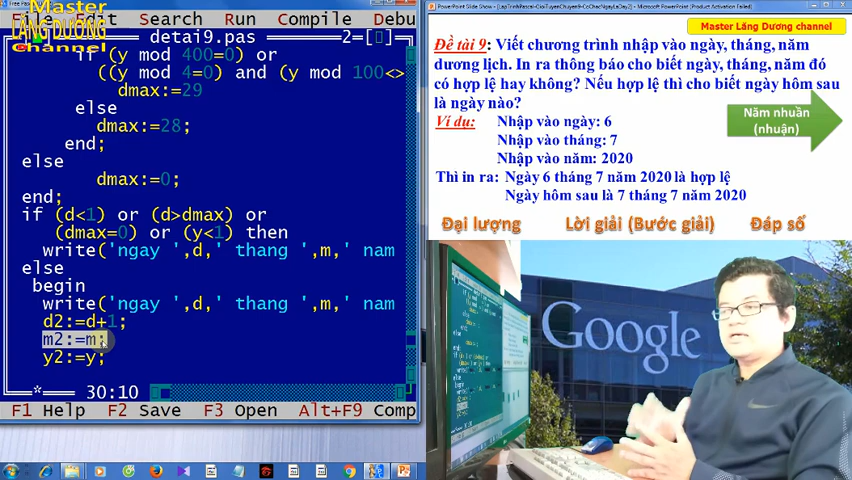 Master
LĂNG DƯƠNG
Channel
File Edit Search Run Compile Debu
detai9.pas 2=[ ]
if (y mod 400=0) or
((y mod 4=0) and (y mod 100<>
dmax:=29
else
dmax:=28;
end;
else
dmax:=0;
end;
if (d<1) or (d>dmax) or
(dmax=0) or (y<1) then
write('ngay ',d,' thang ',m,' nam
else
begin
write('ngay ',d,' thang ',m,' nam
d2:=d+1;
m2:=m;
y2:=y;
30:10
F1 Help F2 Save F3 Open Alt+F9 Comp
Master Lăng Dương channel
Đề tài 9: Viết chương trình nhập vào ngày, tháng, năm
dương lịch. In ra thông báo cho biết ngày, tháng, năm đó
có hợp lệ hay không? Nếu hợp lệ thì cho biết ngày hôm sau
là ngày nào?
Ví dụ: Nhập vào ngày: 6
Nhập vào tháng: 7
Nhập vào năm: 2020
Thì in ra: Ngày 6 tháng 7 năm 2020 là hợp lệ
Ngày hôm sau là 7 tháng 7 năm 2020
Năm nhuần
(nhuận)
Đại lượng Lời giải (Bước giải) Đáp số
Google